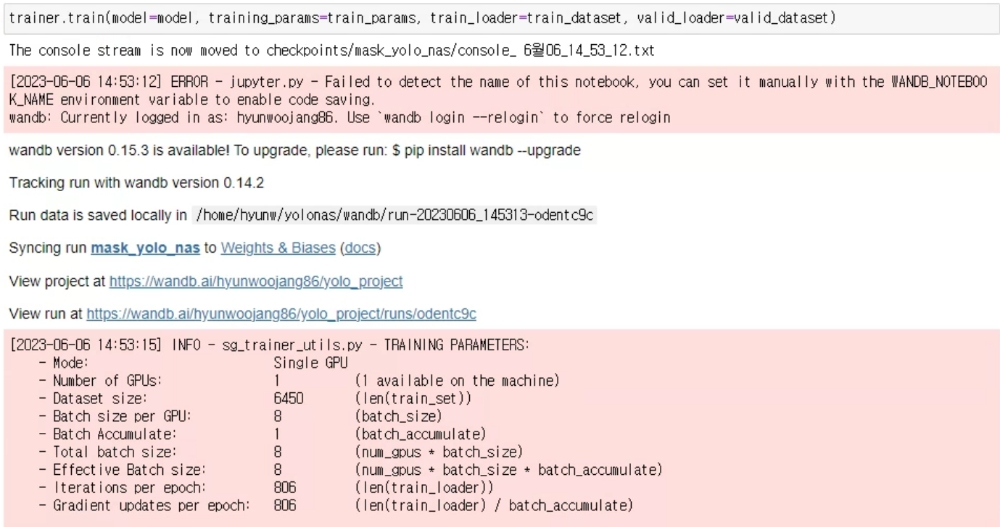 trainer.train(model=model, training_params=train_params, train_loader=train_dataset, valid_loader=valid_dataset)
The console stream is now moved to checkpoints/mask_yolo_nas/console_ 6월06_14_53_12.txt
[2023-06-06 14:53:12] ERROR - jupyter.py - Failed to detect the name of this notebook, you can set it manually with the WANDB_NOTEBOO
K_NAME environment variable to enable code saving.
wandb: Currently logged in as: hyunwoojang86. Use `wandb login --relogin` to force relogin
wandb version 0.15.3 is available! To upgrade, please run: $ pip install wandb --upgrade
Tracking run with wandb version 0.14.2
Run data is saved locally in /home/hyunw/yolonas/wandb/run-20230606_145313-odentc9c
Syncing run mask_yolo_nas to Weights & Biases (docs)
View project at https://wandb.ai/hyunwoojang86/yolo_project
View run at https://wandb.ai/hyunwoojang86/yolo_project/runs/odentc9c
[2023-06-06 14:53:15] INFO - sg_trainer_utils.py - TRAINING PARAMETERS:
- Mode: Single GPU
- Number of GPUs: 1 (1 available on the machine)
- Dataset size: 6450 (len(train_set))
- Batch size per GPU: 8 (batch_size)
- Batch Accumulate: 1 (batch_accumulate)
- Total batch size: 8 (num_gpus * batch_size)
- Effective Batch size: 8 (num_gpus * batch_size * batch_accumulate)
- Iterations per epoch: 806 (len(train_loader))
- Gradient updates per epoch: 806 (len(train_loader) / batch_accumulate)